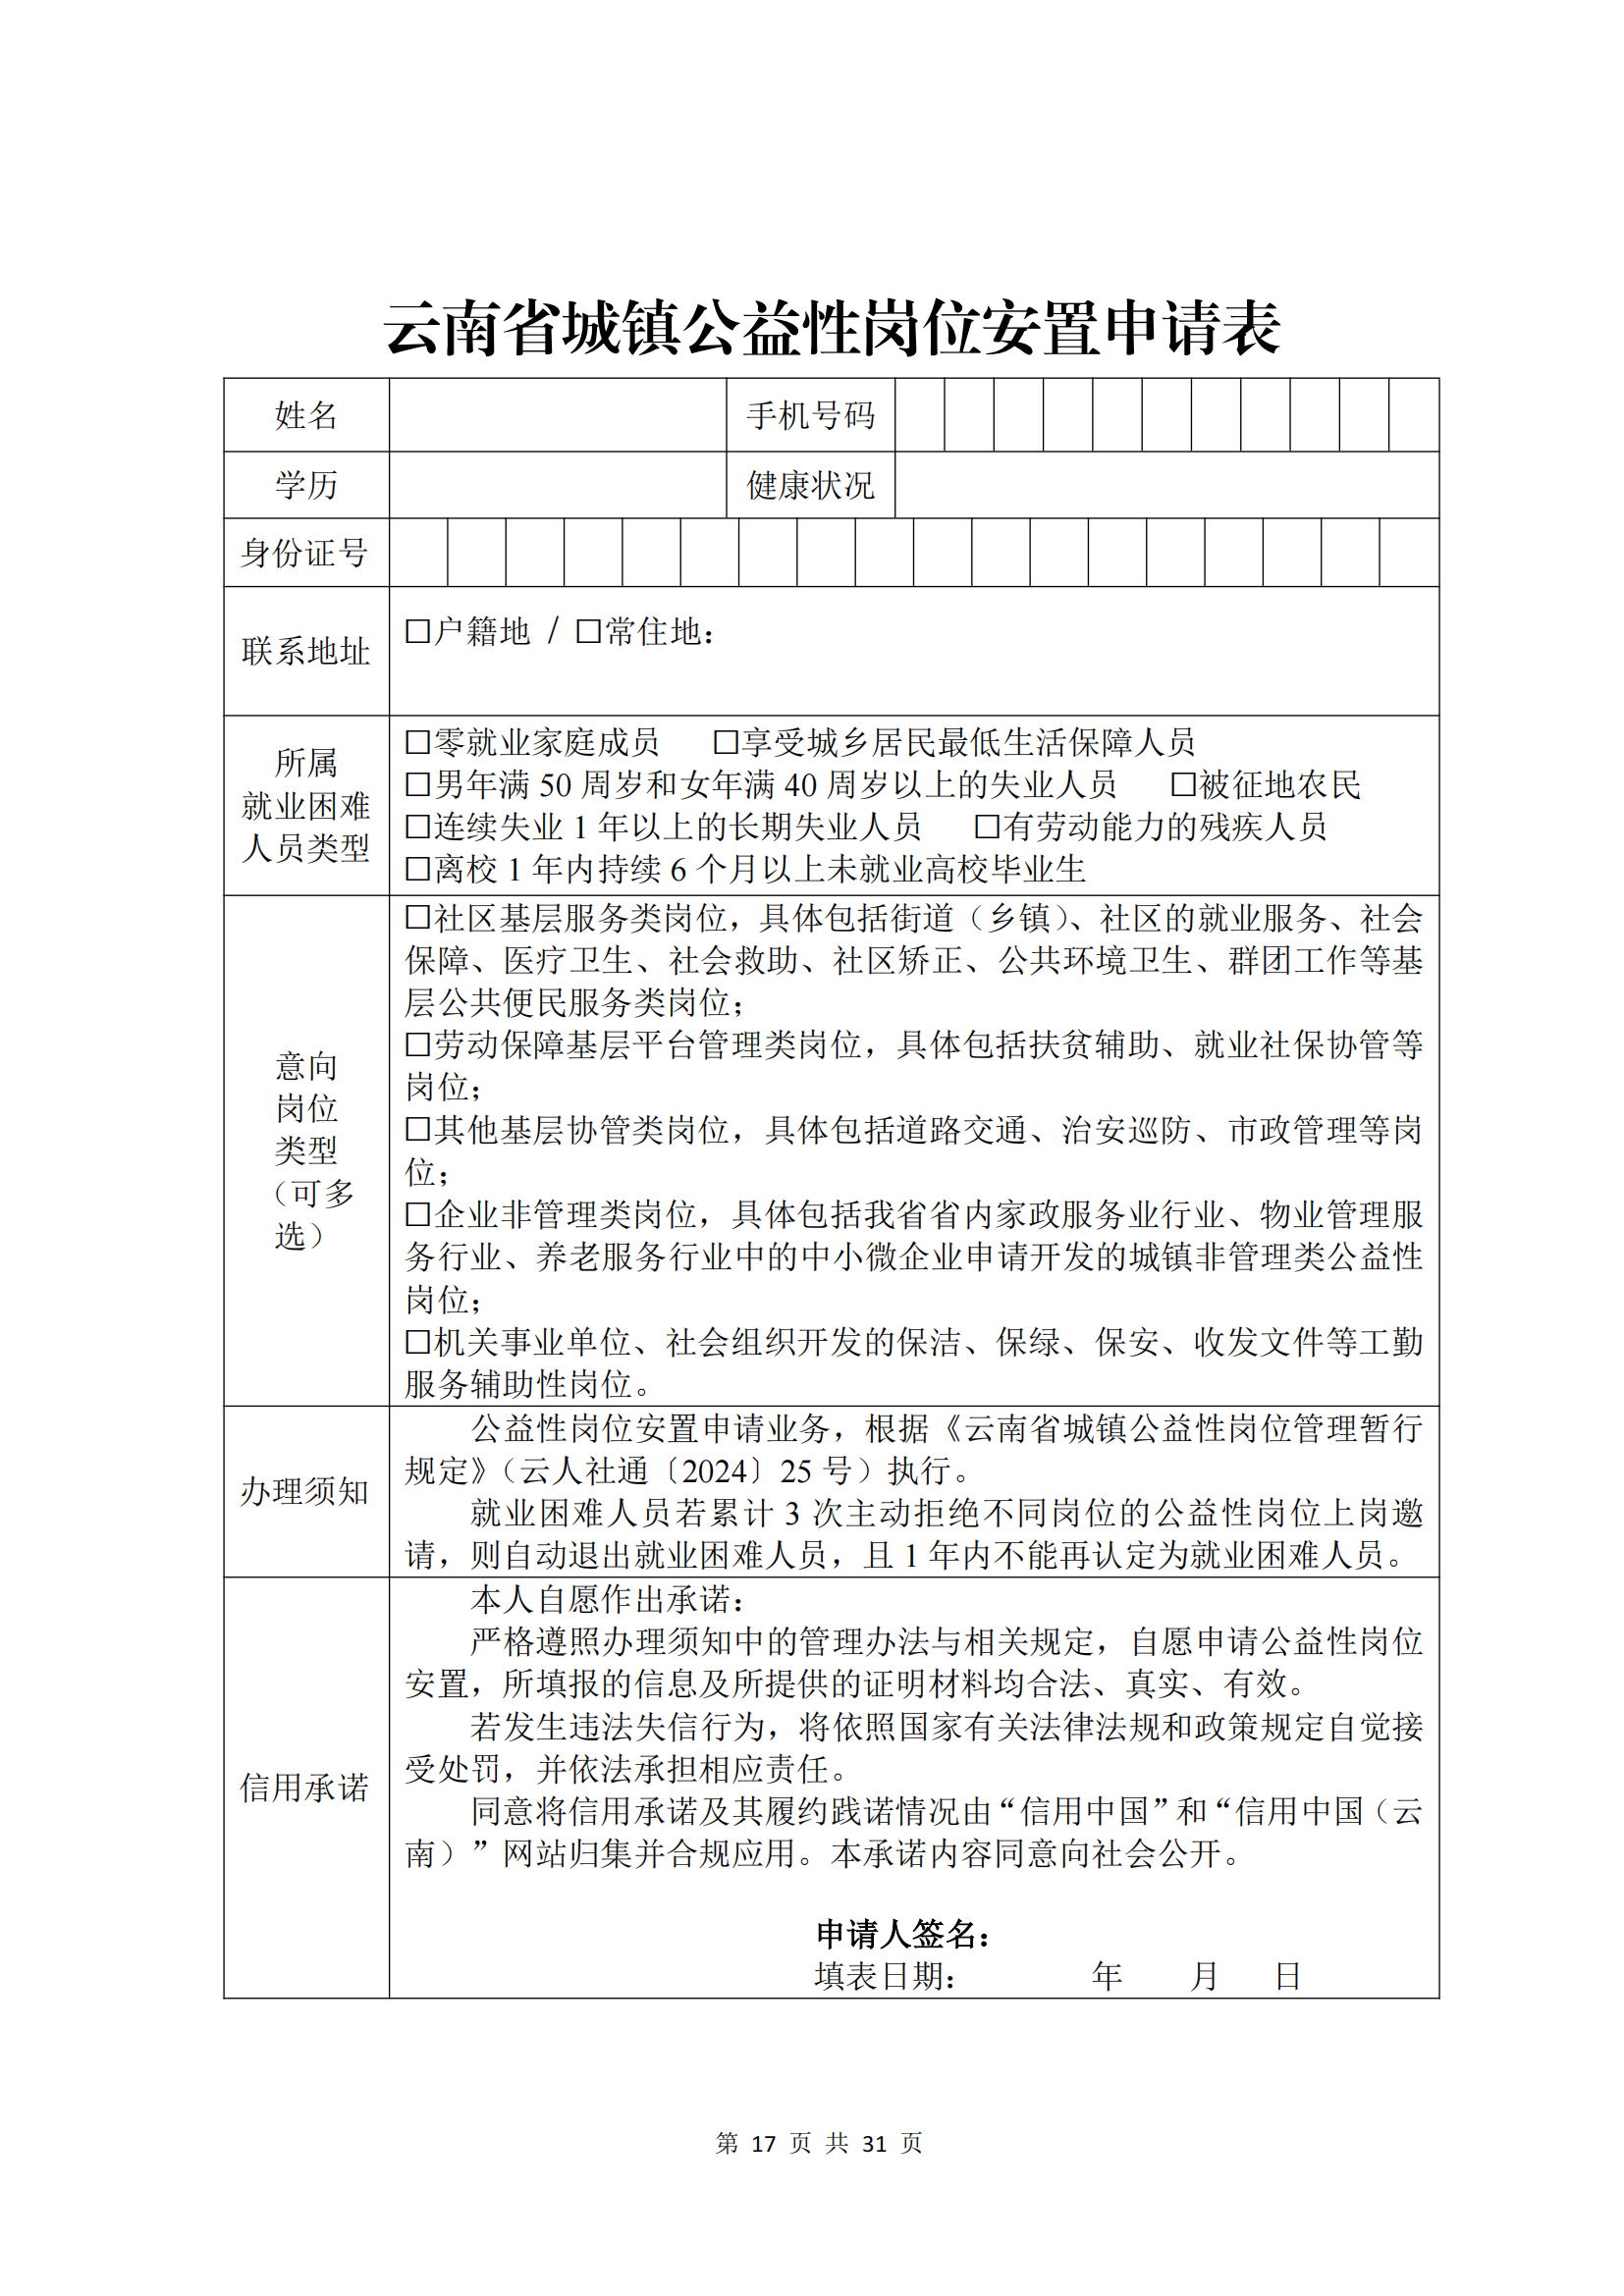 云南省城镇公益性岗位安置申请表
姓名
手机号码
学历
健康状况
身份证号
联系地址
□户籍地 / □常住地：
所属
就业困难
人员类型
□零就业家庭成员 □享受城乡居民最低生活保障人员
□男年满 50 周岁和女年满 40 周岁以上的失业人员 □被征地农民
□连续失业 1 年以上的长期失业人员 □有劳动能力的残疾人员
□离校 1 年内持续 6 个月以上未就业高校毕业生
意向
岗位
类型
（可多
选）
□社区基层服务类岗位，具体包括街道（乡镇）、社区的就业服务、社会
保障、医疗卫生、社会救助、社区矫正、公共环境卫生、群团工作等基
层公共便民服务类岗位；
□劳动保障基层平台管理类岗位，具体包括扶贫辅助、就业社保协管等
岗位；
□其他基层协管类岗位，具体包括道路交通、治安巡防、市政管理等岗
位；
□企业非管理类岗位，具体包括我省省内家政服务业行业、物业管理服
务行业、养老服务行业中的中小微企业申请开发的城镇非管理类公益性
岗位；
□机关事业单位、社会组织开发的保洁、保绿、保安、收发文件等工勤
服务辅助性岗位。
办理须知
公益性岗位安置申请业务，根据《云南省城镇公益性岗位管理暂行
规定》（云人社通〔2024〕25 号）执行。
就业困难人员若累计 3 次主动拒绝不同岗位的公益性岗位上岗邀
请，则自动退出就业困难人员，且 1 年内不能再认定为就业困难人员。
信用承诺
本人自愿作出承诺：
严格遵照办理须知中的管理办法与相关规定，自愿申请公益性岗位
安置，所填报的信息及所提供的证明材料均合法、真实、有效。
若发生违法失信行为，将依照国家有关法律法规和政策规定自觉接
受处罚，并依法承担相应责任。
同意将信用承诺及其履约践诺情况由“信用中国”和“信用中国（云
南）”网站归集并合规应用。本承诺内容同意向社会公开。
申请人签名：
填表日期： 年 月 日
第 17 页 共 31 页